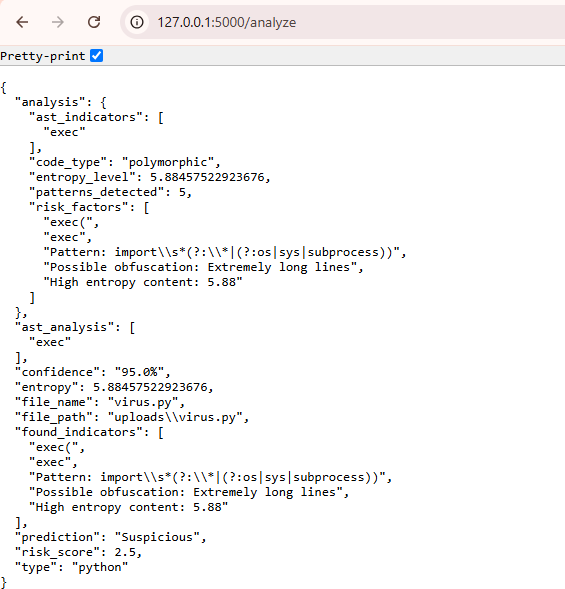 127.0.0.1:5000/analyze
Pretty-print
{
  "analysis": {
    "ast_indicators": [
      "exec"
    ],
    "code_type": "polymorphic",
    "entropy_level": 5.88457522923676,
    "patterns_detected": 5,
    "risk_factors": [
      "exec(",
      "exec",
      "Pattern: import\\s*(?:\\*|(?:os|sys|subprocess))",
      "Possible obfuscation: Extremely long lines",
      "High entropy content: 5.88"
    ]
  },
  "ast_analysis": [
    "exec"
  ],
  "confidence": "95.0%",
  "entropy": 5.88457522923676,
  "file_name": "virus.py",
  "file_path": "uploads\\virus.py",
  "found_indicators": [
    "exec(",
    "exec",
    "Pattern: import\\s*(?:\\*|(?:os|sys|subprocess))",
    "Possible obfuscation: Extremely long lines",
    "High entropy content: 5.88"
  ],
  "prediction": "Suspicious",
  "risk_score": 2.5,
  "type": "python"
}